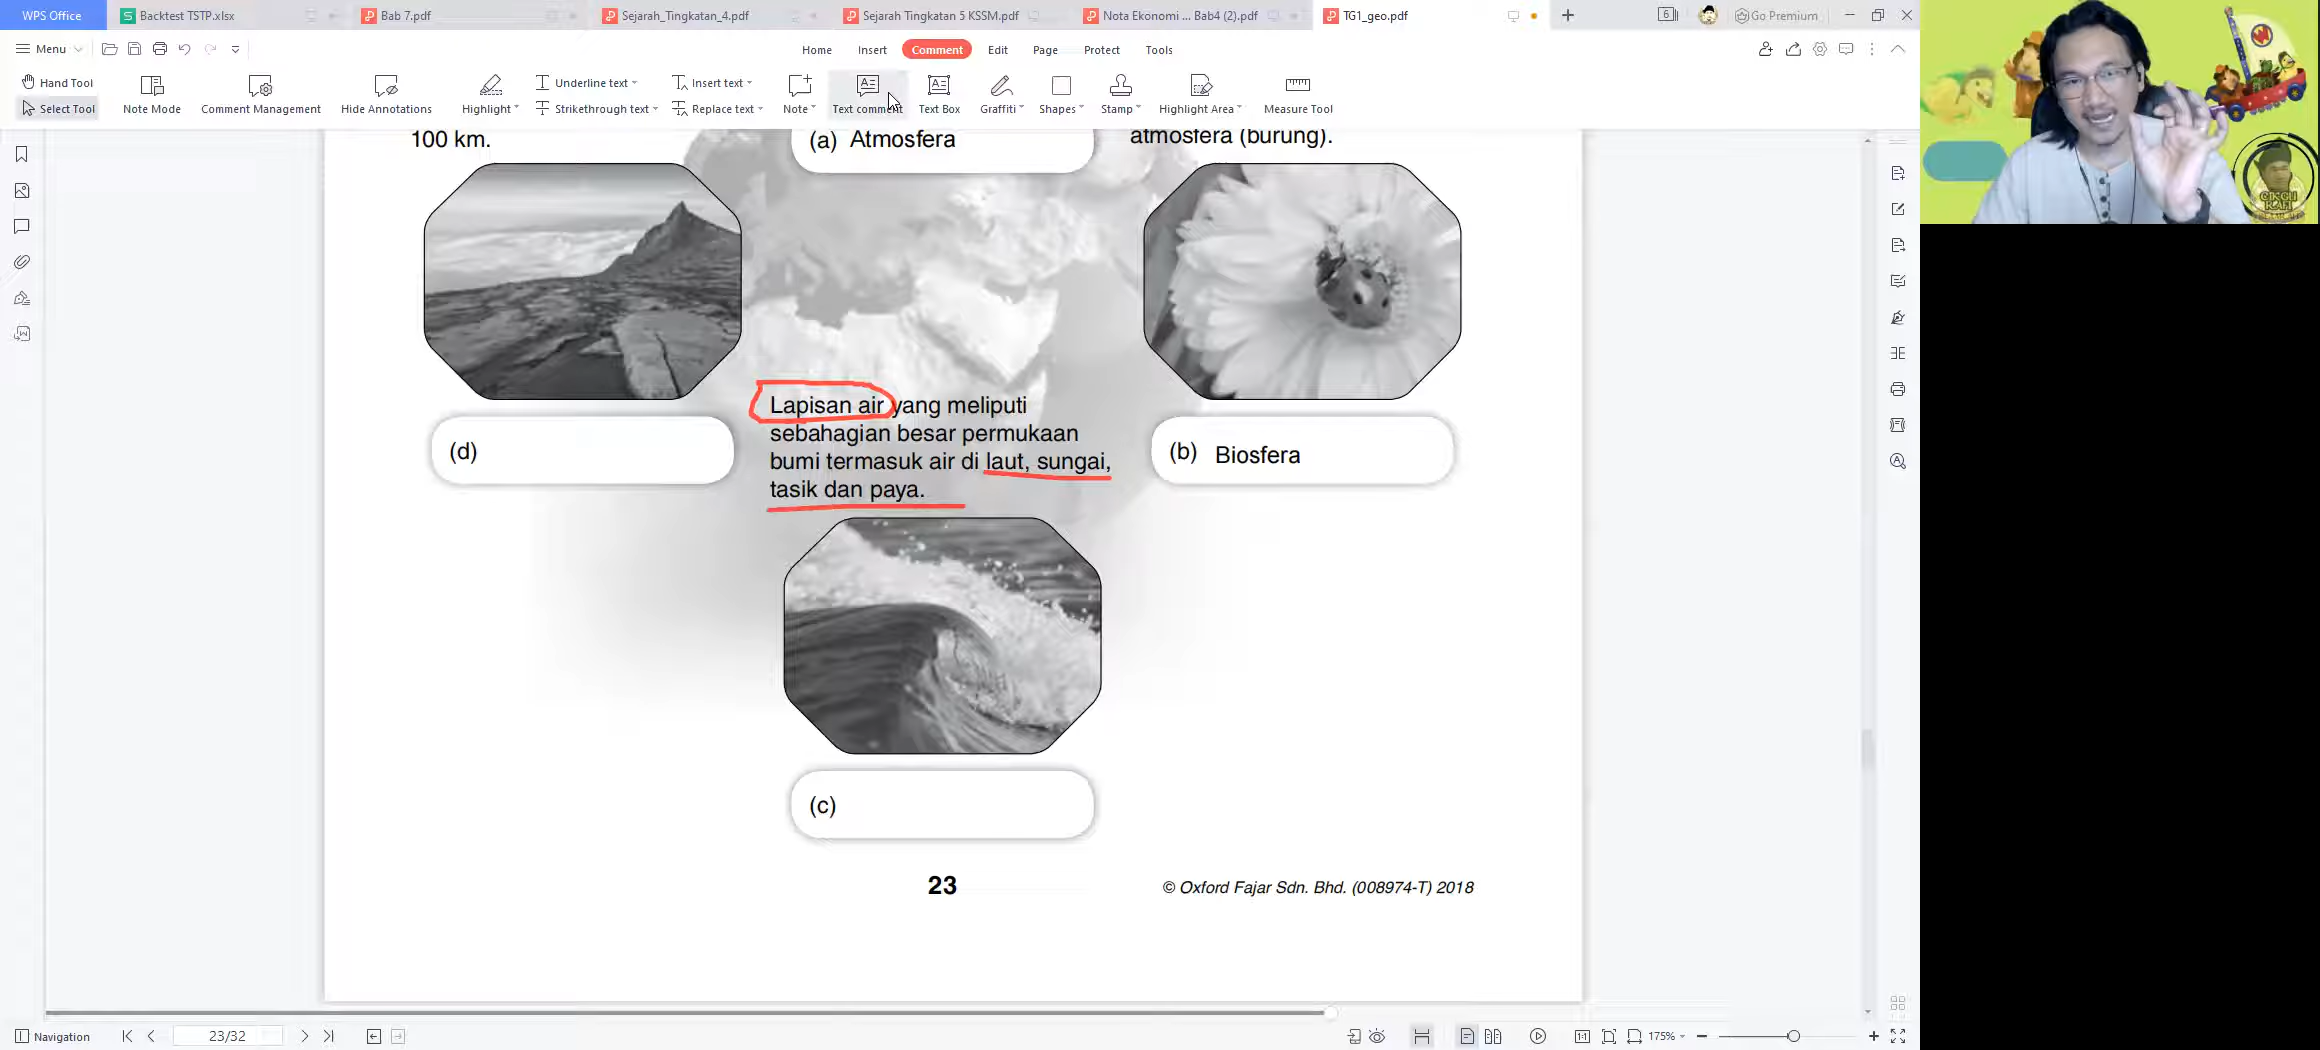 WPS Office
Backtest TSTP.xlsx
Bab 7.pdf
Sejarah_Tingkatan_4.pdf
Sejarah Tingkatan 5 KSSM.pdf
Nota Ekonomi ... Bab4 (2).pdf
TG1_geo.pdf
6
Go Premium
Menu
Home
Insert
Comment
Edit
Page
Protect
Tools
Hand Tool
Select Tool
Note Mode
Comment Management
Hide Annotations
Highlight
Underline text
Strikethrough text
Insert text
Replace text
Note
Text comment
Text Box
Graffiti
Shapes
Stamp
Highlight Area
Measure Tool
100 km.
(a) Atmosfera
atmosfera (burung).
Lapisan air yang meliputi
sebahagian besar permukaan
bumi termasuk air di laut, sungai,
tasik dan paya.
(d)
(b) Biosfera
(c)
23
© Oxford Fajar Sdn. Bhd. (008974-T) 2018
CIKGU
RAFI
Navigation
23/32
1:1
175%